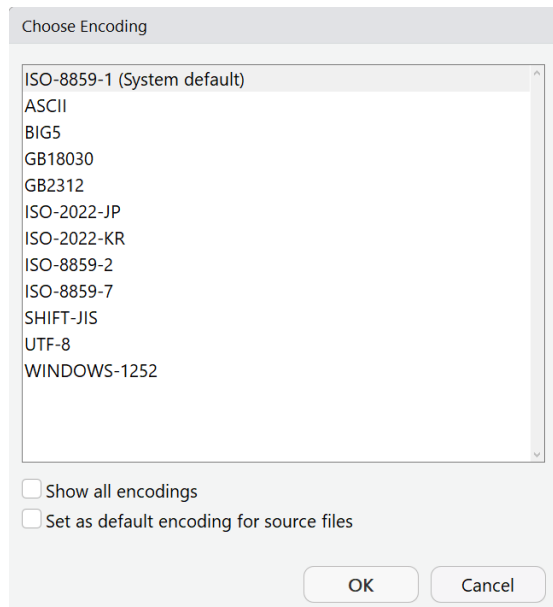 Choose Encoding
ISO-8859-1 (System default)
ASCII
BIG5
GB18030
GB2312
ISO-2022-JP
ISO-2022-KR
ISO-8859-2
ISO-8859-7
SHIFT-JIS
UTF-8
WINDOWS-1252
Show all encodings
Set as default encoding for source files
OK Cancel